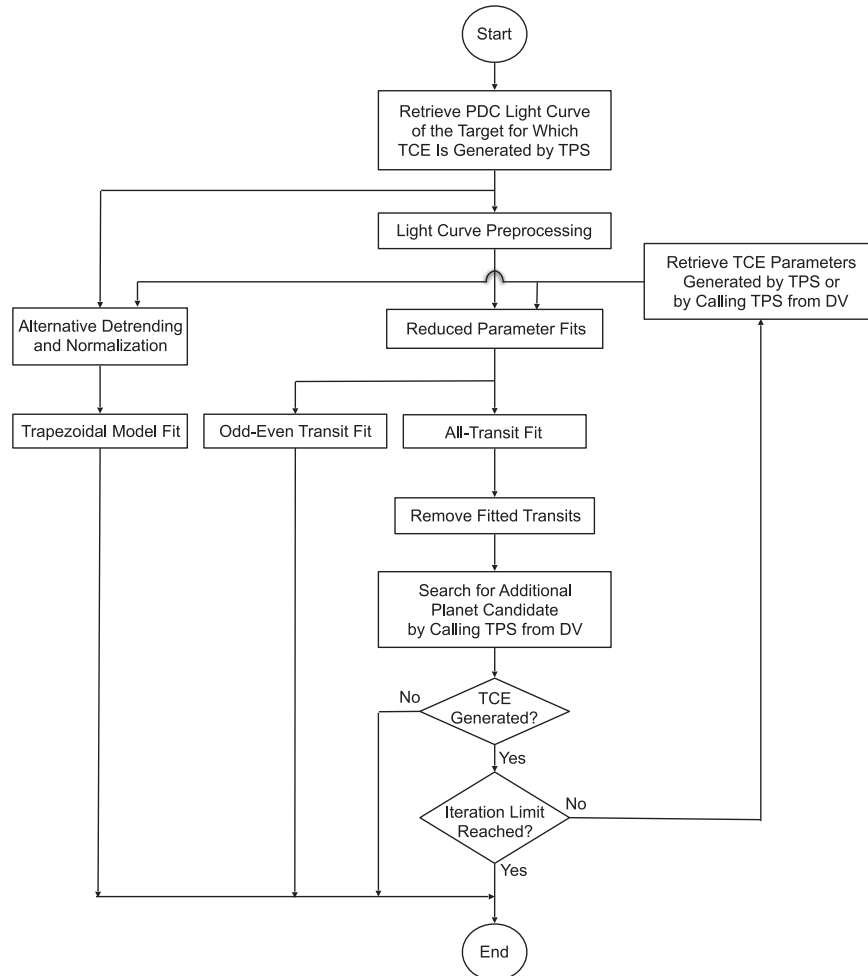 Start
Retrieve PDC Light Curve
of the Target for Which
TCE Is Generated by TPS
Light Curve Preprocessing
Retrieve TCE Parameters
Generated by TPS or
by Calling TPS from DV
Alternative Detrending
and Normalization
Reduced Parameter Fits
Trapezoidal Model Fit
Odd-Even Transit Fit
All-Transit Fit
Remove Fitted Transits
Search for Additional
Planet Candidate
by Calling TPS from DV
No
TCE
Generated?
Yes
Iteration Limit
Reached?
No
Yes
End